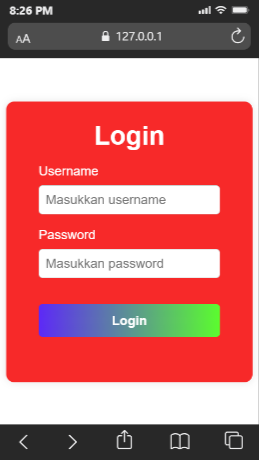 8:26 PM
AA 127.0.0.1
Login
Username
Masukkan username
Password
Masukkan password
Login